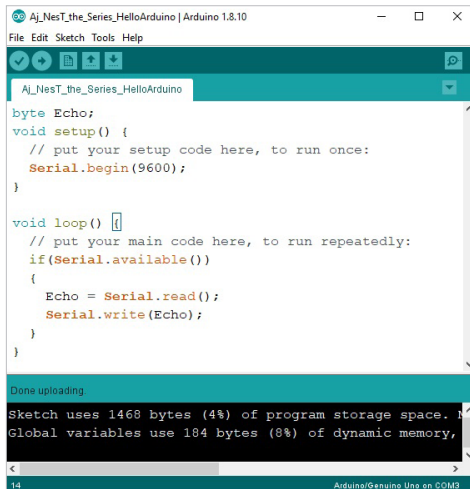 Aj_NesT_the_Series_HelloArduino | Arduino 1.8.10
File Edit Sketch Tools Help
Aj_NesT_the_Series_HelloArduino
byte Echo;
void setup() {
  // put your setup code here, to run once:
  Serial.begin(9600);
}

void loop() {
  // put your main code here, to run repeatedly:
  if(Serial.available())
  {
    Echo = Serial.read();
    Serial.write(Echo);
  }
}
Done uploading.
Sketch uses 1468 bytes (4%) of program storage space.
Global variables use 184 bytes (8%) of dynamic memory,
14 Arduino/Genuino Uno on COM3